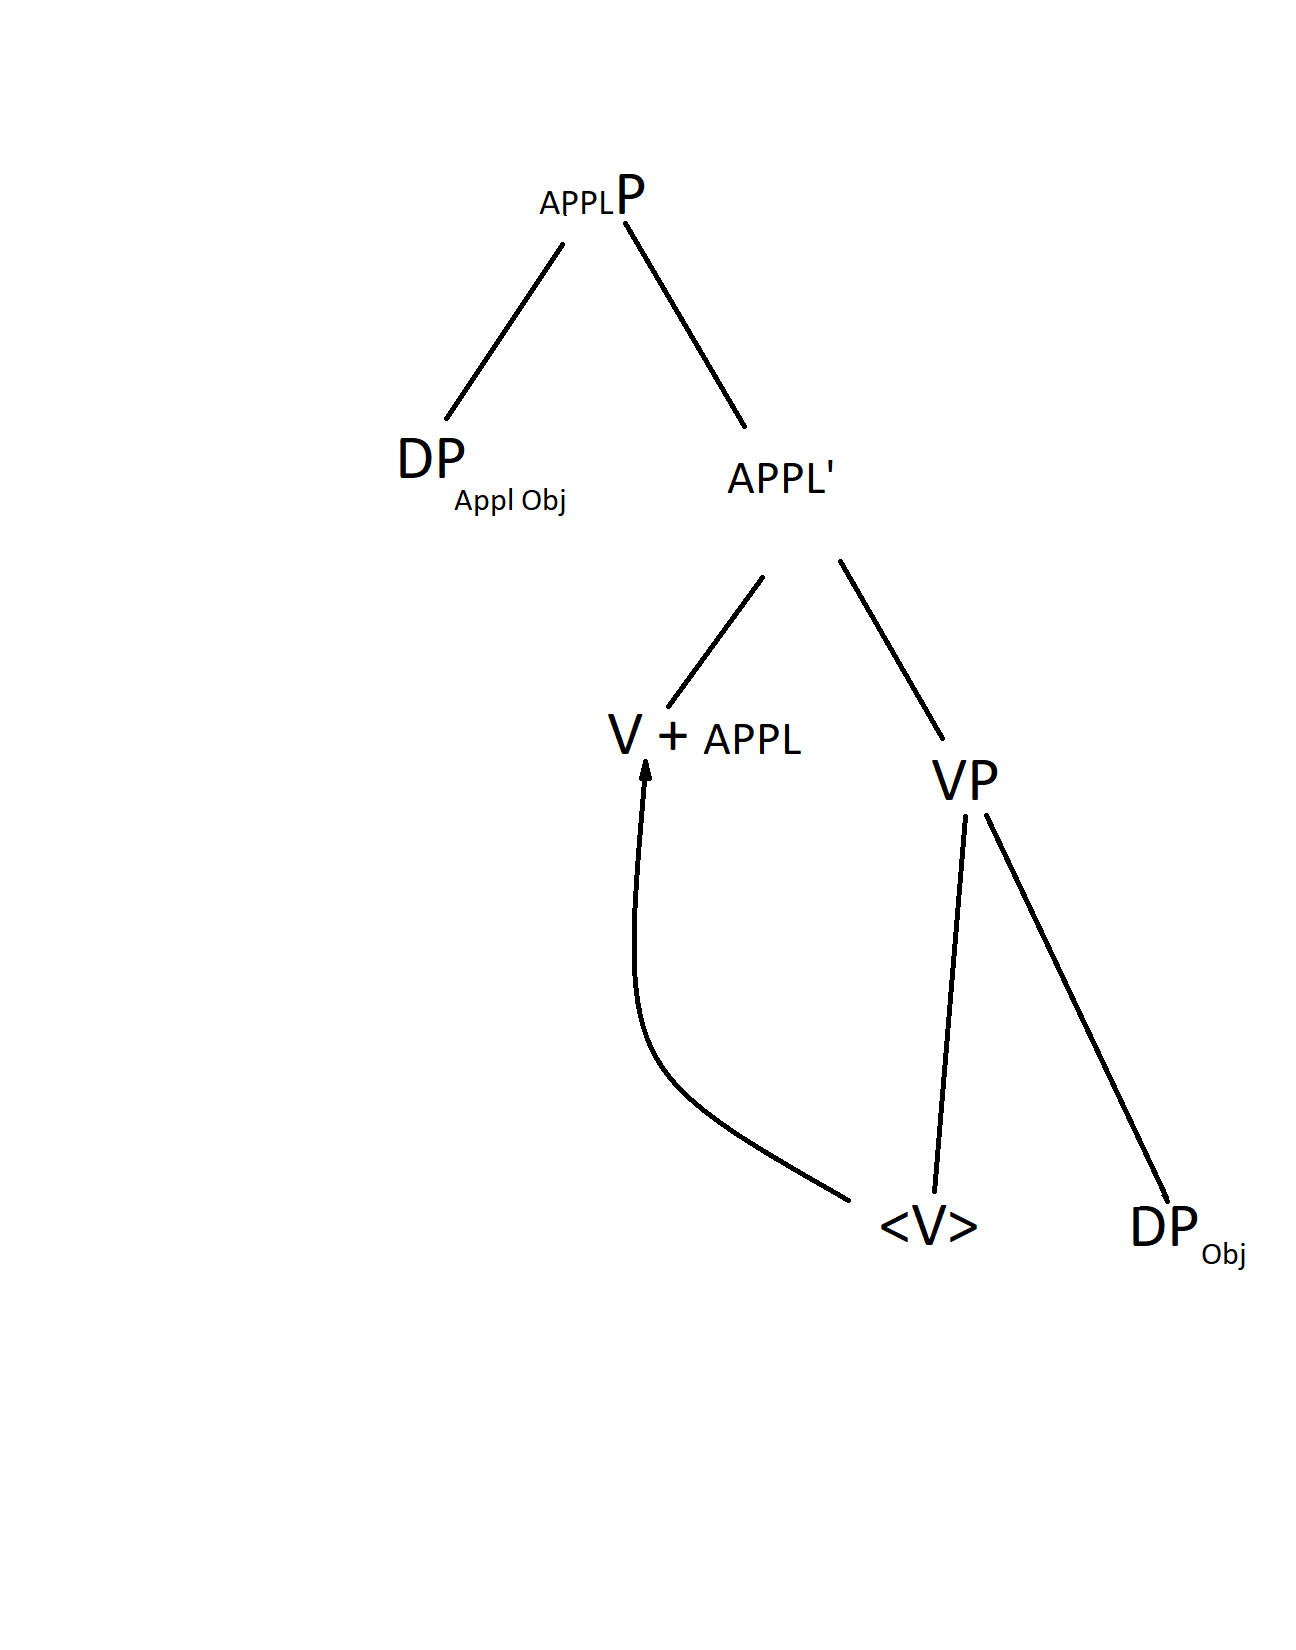 APPLP
DP Appl Obj
APPL'
V + APPL
VP
<V>
DP Obj